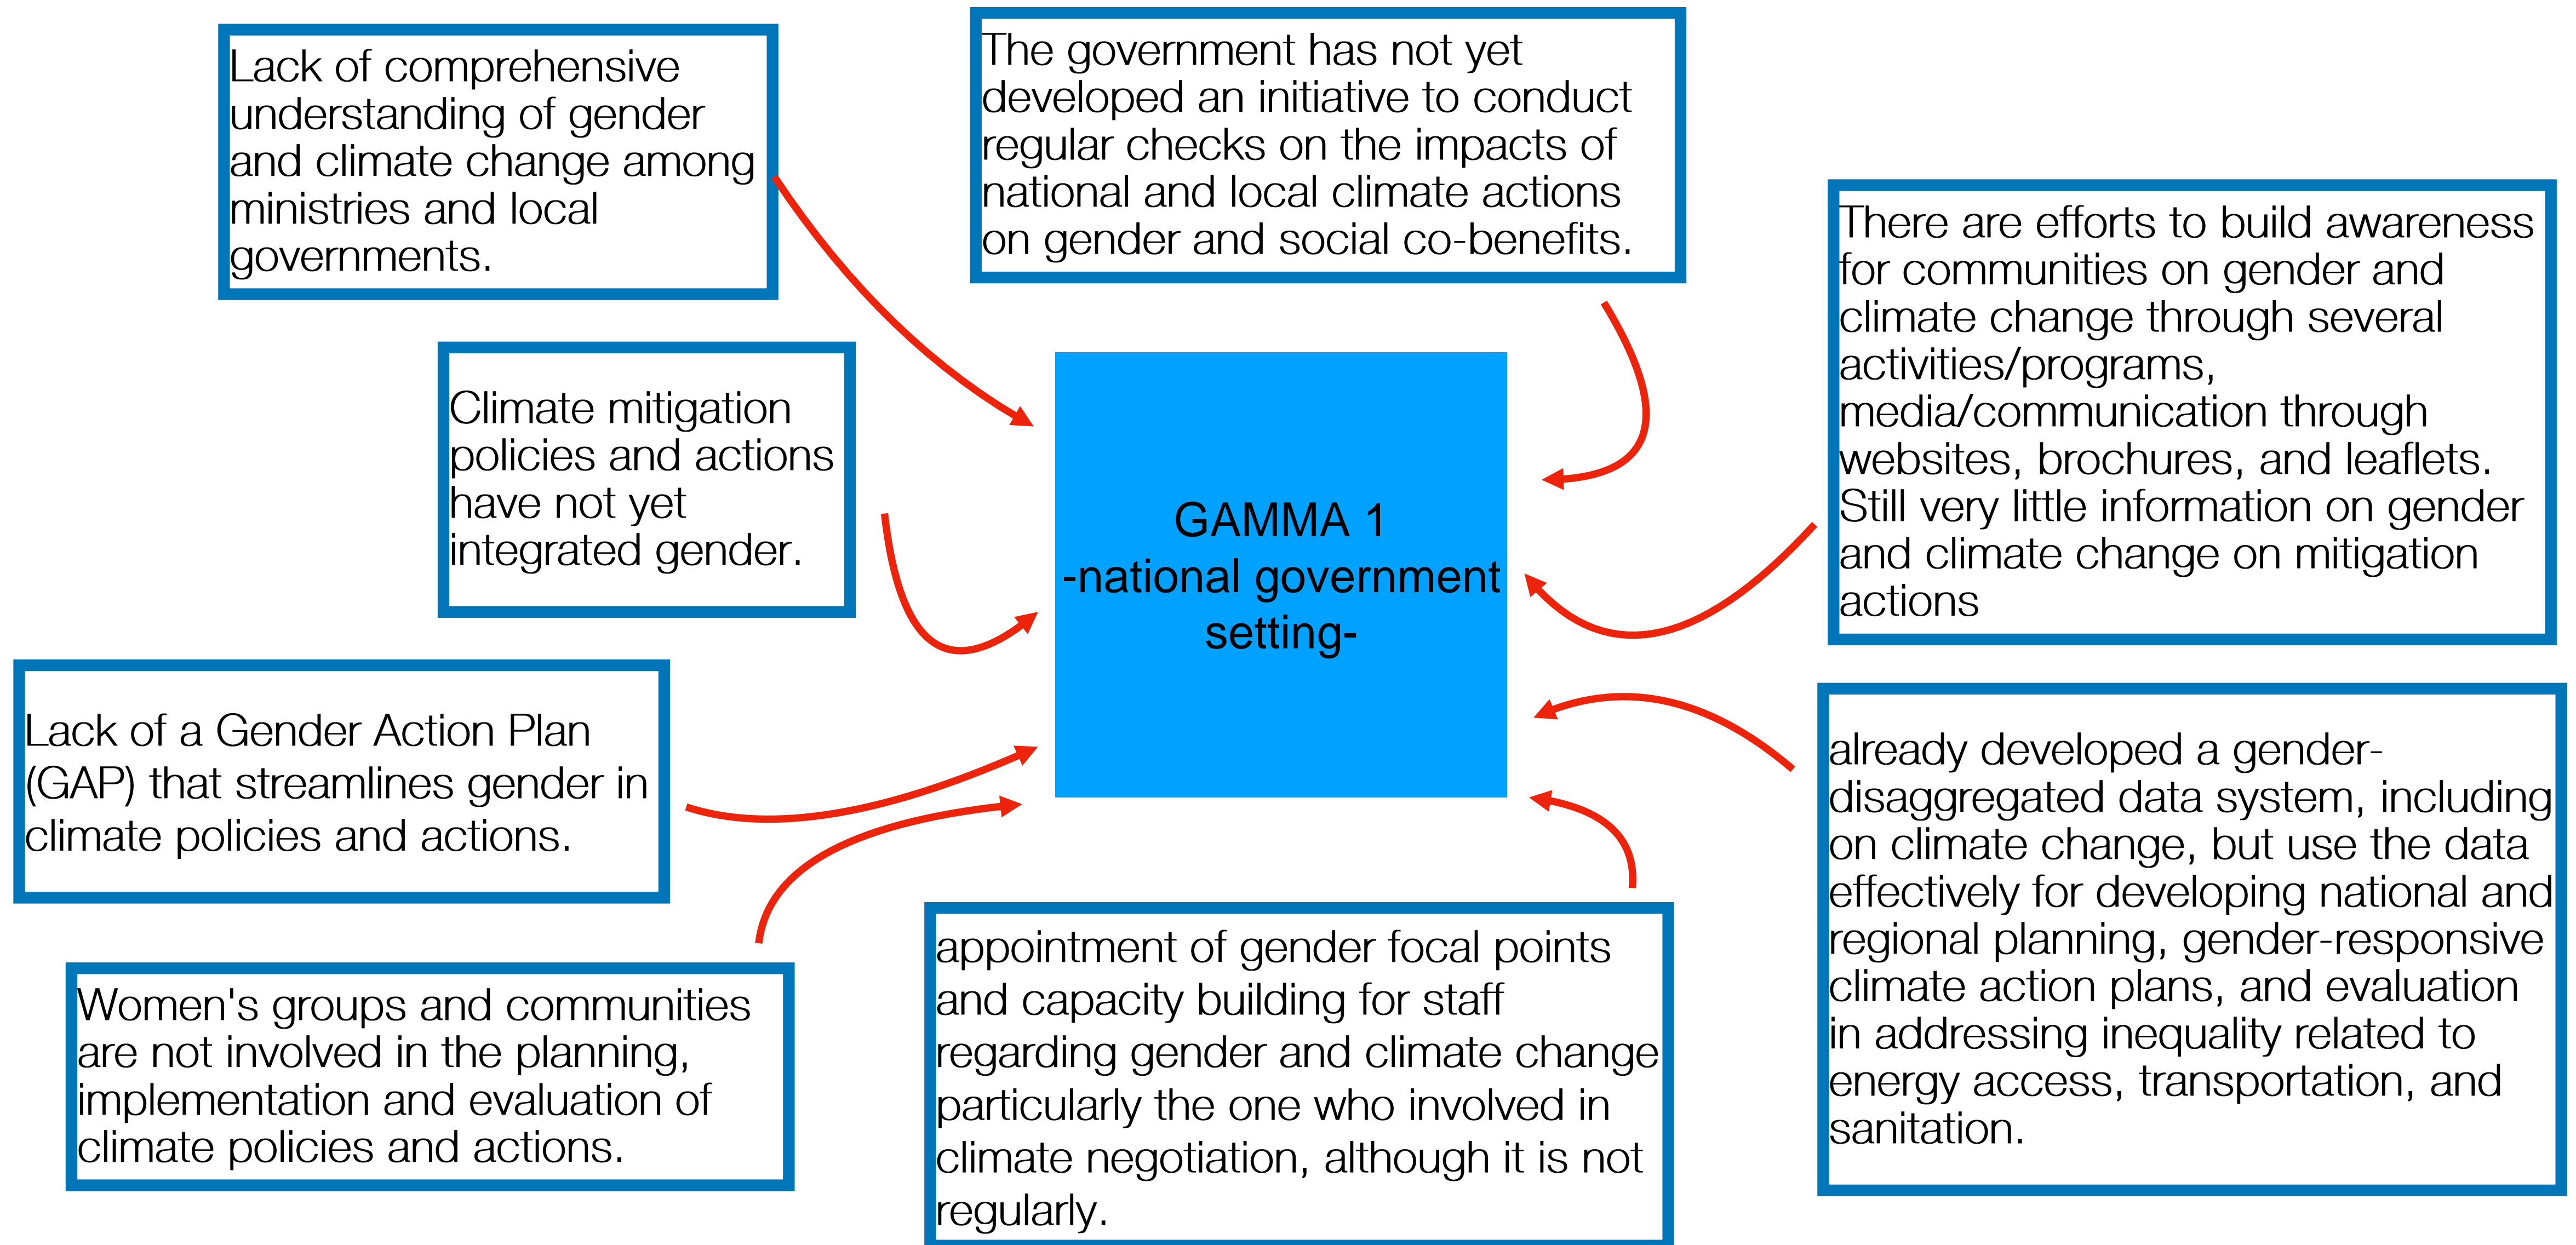 Lack of comprehensive
understanding of gender
and climate change among
ministries and local
governments.
The government has not yet
developed an initiative to conduct
regular checks on the impacts of
national and local climate actions
on gender and social co-benefits.
There are efforts to build awareness
for communities on gender and
climate change through several
activities/programs,
media/communication through
websites, brochures, and leaflets.
Still very little information on gender
and climate change on mitigation
actions
Climate mitigation
policies and actions
have not yet
integrated gender.
GAMMA 1
-national government
setting-
Lack of a Gender Action Plan
(GAP) that streamlines gender in
climate policies and actions.
already developed a gender-
disaggregated data system, including
on climate change, but use the data
effectively for developing national and
regional planning, gender-responsive
climate action plans, and evaluation
in addressing inequality related to
energy access, transportation, and
sanitation.
Women's groups and communities
are not involved in the planning,
implementation and evaluation of
climate policies and actions.
appointment of gender focal points
and capacity building for staff
regarding gender and climate change
particularly the one who involved in
climate negotiation, although it is not
regularly.